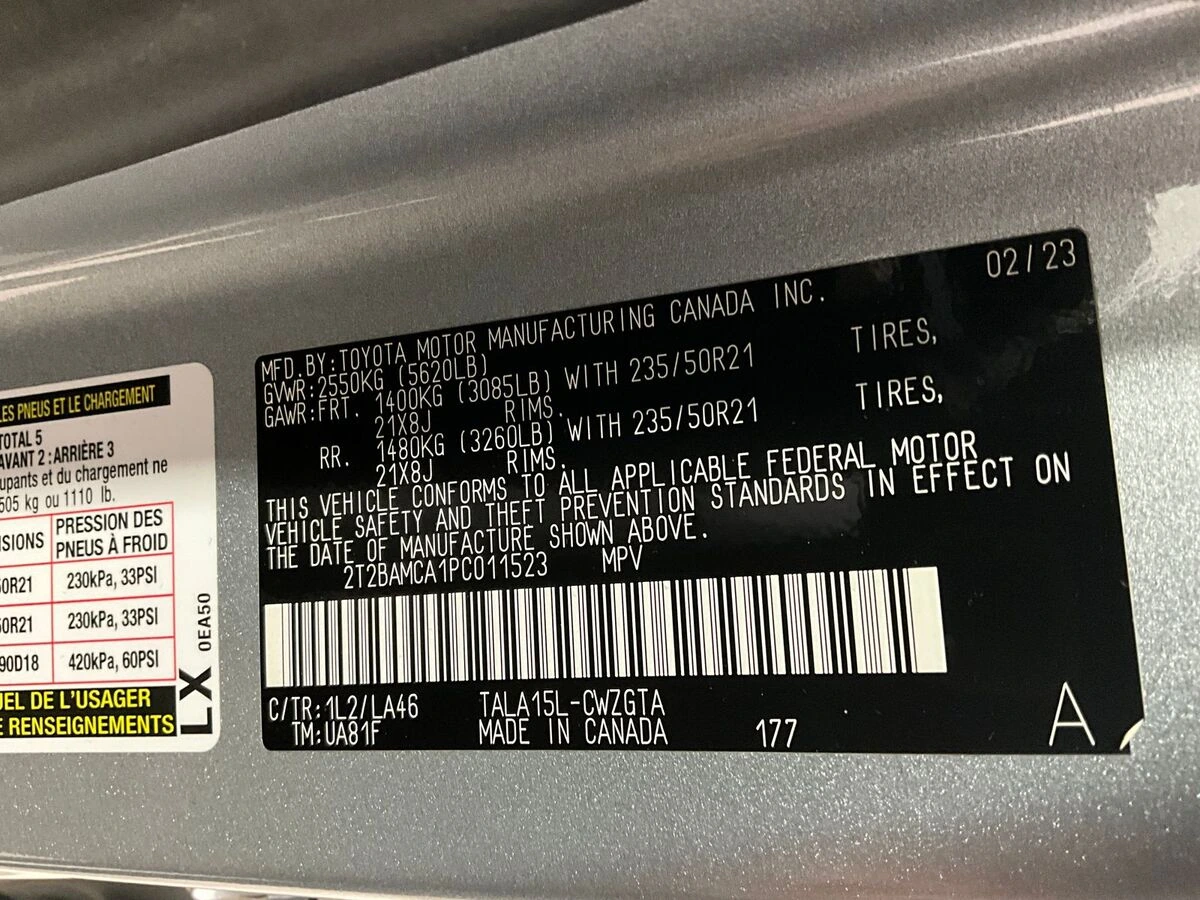 LES PNEUS ET LE CHARGEMENT
TOTAL 5
AVANT 2 : ARRIÈRE 3
upants et du chargement ne
605 kg ou 1110 lb.
SIONS PRESSION DES PNEUS À FROID
0R21 230kPa, 33PSI
0R21 230kPa, 33PSI
90D18 420kPa, 60PSI
UEL DE L'USAGER
E RENSEIGNEMENTS
LX 0EA50
02/23
MFD.BY:TOYOTA MOTOR MANUFACTURING CANADA INC.
GVWR:2550KG (5620LB)
GAWR:FRT. 1400KG (3085LB) WITH 235/50R21 TIRES,
21X8J RIMS.
RR. 1480KG (3260LB) WITH 235/50R21 TIRES,
21X8J RIMS.
THIS VEHICLE CONFORMS TO ALL APPLICABLE FEDERAL MOTOR
VEHICLE SAFETY AND THEFT PREVENTION STANDARDS IN EFFECT ON
THE DATE OF MANUFACTURE SHOWN ABOVE.
2T2BAMCA1PC011523 MPV
C/TR:1L2/LA46 TALA15L-CWZGTA
TM:UA81F MADE IN CANADA 177 A